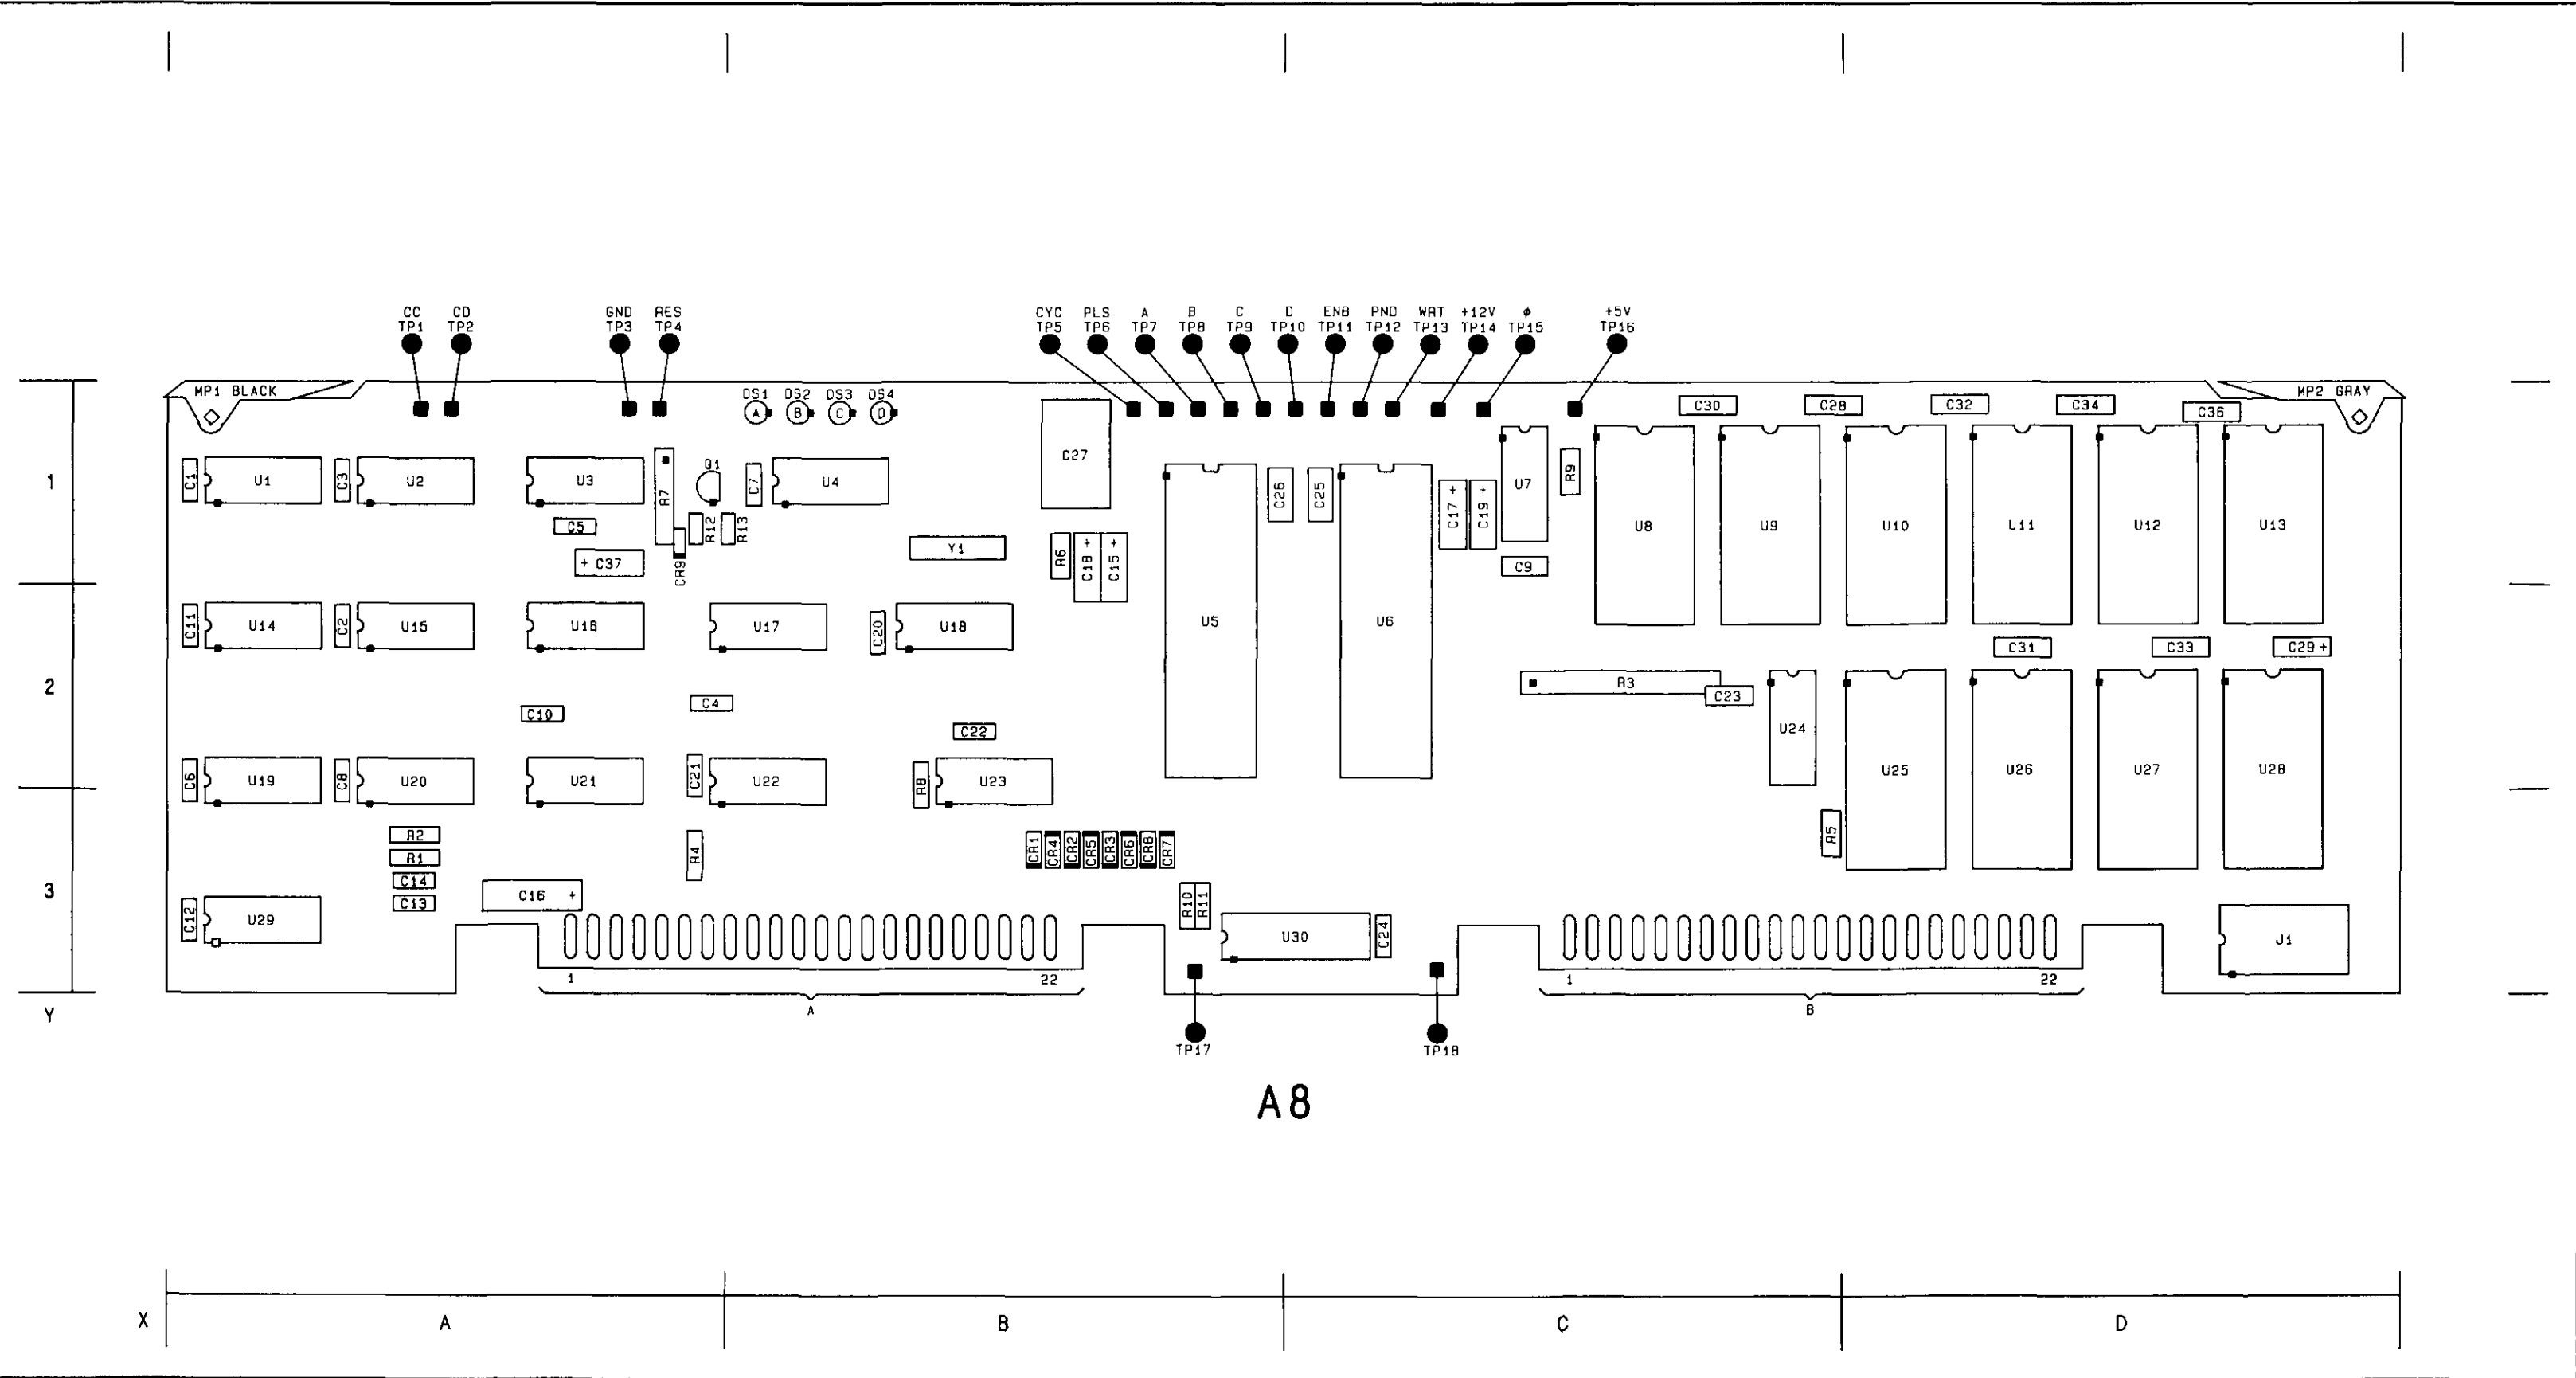 CC CD GND RES CYC PLS A B C D ENB PND WRT +12V ϕ +5V
TP1 TP2 TP3 TP4 TP5 TP6 TP7 TP8 TP9 TP10 TP11 TP12 TP13 TP14 TP15 TP16
MP1 BLACK DS1 DS2 DS3 DS4 MP2 GRAY
A B C D C30 C28 C32 C34 C36
C27
Q1
1 C1 U1 C3 U2 U3 R7 C7 U4 C26 C25 C17 + C19 + U7 R9
C5 R12 R13 U8 U9 U10 U11 U12 U13
Y1
+ C37 CR9 R6 C18 + C15 + C9
C11 U14 C2 U15 U16 U17 C20 U18 U5 U6
C31 C33 C29 +
2 R3 C23
C10 C4
C22 U24
C6 U19 C8 U20 U21 C21 U22 R8 U23 U25 U26 U27 U28
R2 R5
R1 R4 CR1 CR4 CR2 CR5 CR3 CR6 CR8 CR7
C14
3 C16 +
C13 R10 R11
C12 U29 U30 C24 J1
1 22 1 22
Y A B
TP17 TP18
A8
X A B C D